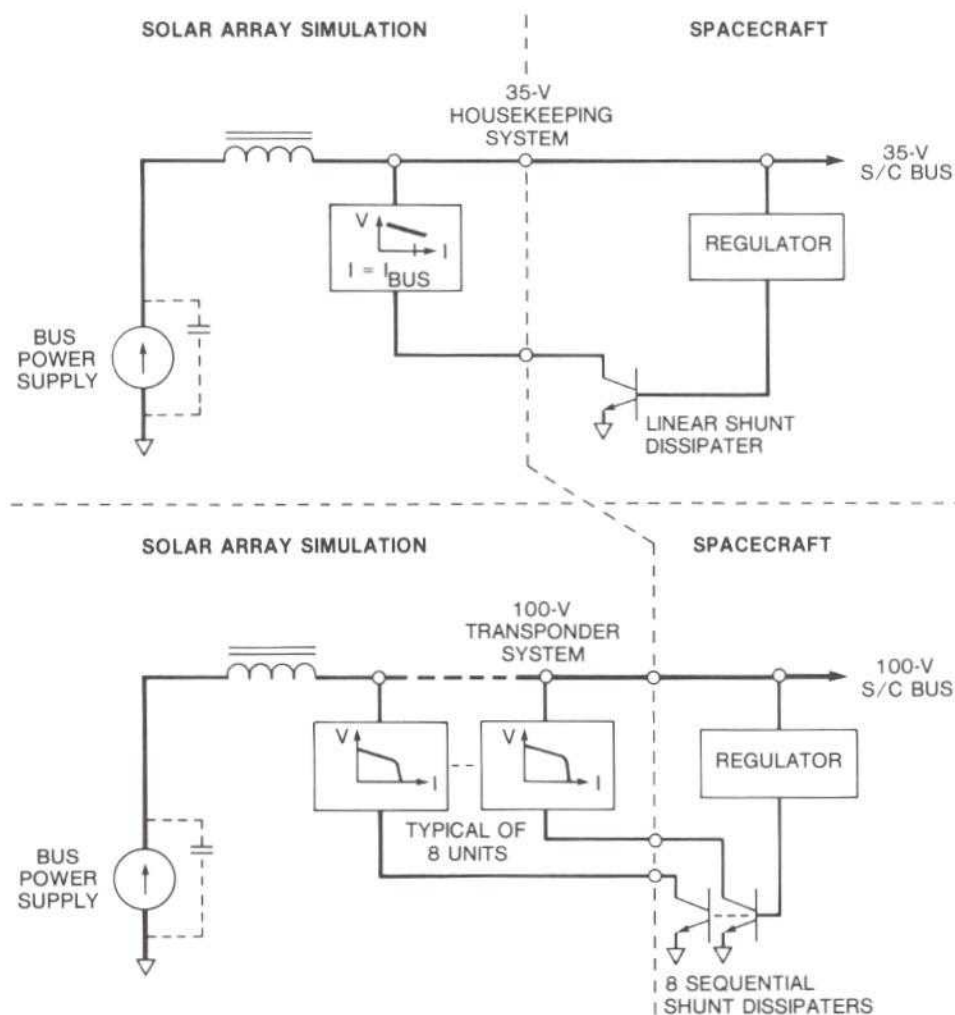 SOLAR ARRAY SIMULATION
SPACECRAFT
35-V
HOUSEKEEPING
SYSTEM
35-V
S/C BUS
V
I
I = I BUS
REGULATOR
BUS
POWER
SUPPLY
LINEAR SHUNT
DISSIPATER
SOLAR ARRAY SIMULATION
SPACECRAFT
100-V
TRANSPONDER
SYSTEM
100-V
S/C BUS
V
I
V
I
REGULATOR
TYPICAL OF
8 UNITS
BUS
POWER
SUPPLY
8 SEQUENTIAL
SHUNT DISSIPATERS